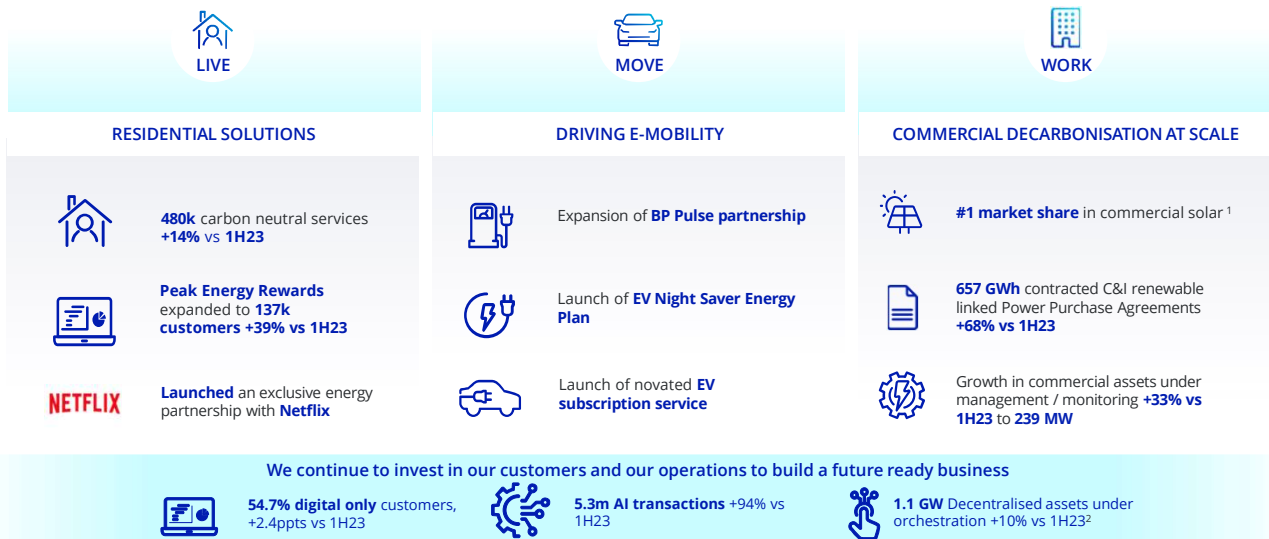 LIVE
RESIDENTIAL SOLUTIONS
480k carbon neutral services
+14% vs 1H23
Peak Energy Rewards
expanded to 137k
customers +39% vs 1H23
NETFLIX
Launched an exclusive energy
partnership with Netflix
MOVE
DRIVING E-MOBILITY
Expansion of BP Pulse partnership
Launch of EV Night Saver Energy
Plan
Launch of novated EV
subscription service
WORK
COMMERCIAL DECARBONISATION AT SCALE
#1 market share in commercial solar ¹
657 GWh contracted C&I renewable
linked Power Purchase Agreements
+68% vs 1H23
Growth in commercial assets under
management / monitoring +33% vs
1H23 to 239 MW
We continue to invest in our customers and our operations to build a future ready business
54.7% digital only customers,
+2.4ppts vs 1H23
5.3m AI transactions +94% vs
1H23
1.1 GW Decentralised assets under
orchestration +10% vs 1H23²